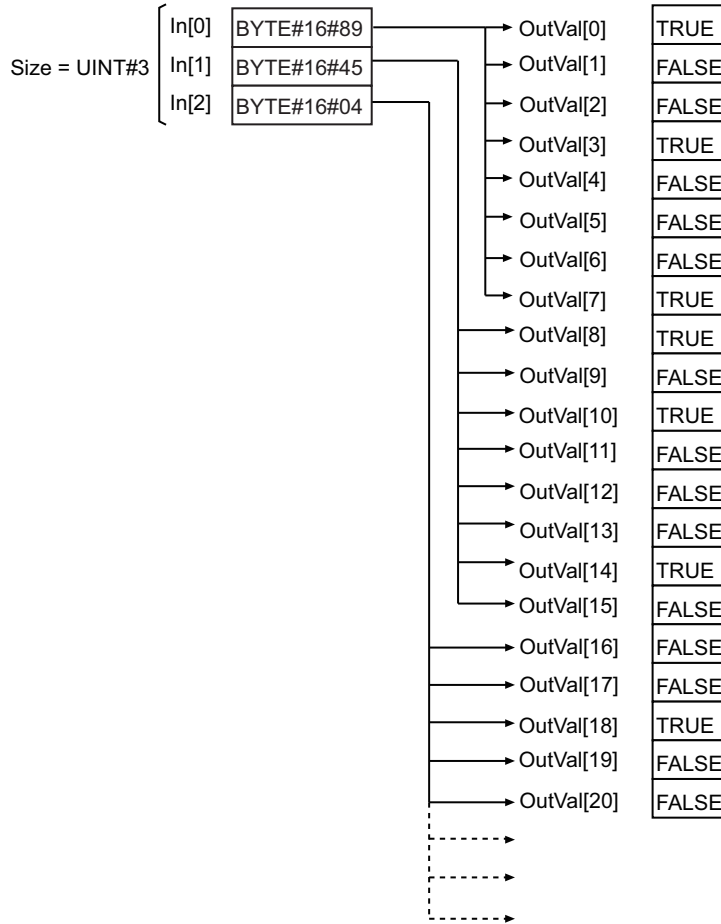 In[0] BYTE#16#89 OutVal[0] TRUE
Size = UINT#3 In[1] BYTE#16#45 OutVal[1] FALSE
In[2] BYTE#16#04 OutVal[2] FALSE
OutVal[3] TRUE
OutVal[4] FALSE
OutVal[5] FALSE
OutVal[6] FALSE
OutVal[7] TRUE
OutVal[8] TRUE
OutVal[9] FALSE
OutVal[10] TRUE
OutVal[11] FALSE
OutVal[12] FALSE
OutVal[13] FALSE
OutVal[14] TRUE
OutVal[15] FALSE
OutVal[16] FALSE
OutVal[17] FALSE
OutVal[18] TRUE
OutVal[19] FALSE
OutVal[20] FALSE